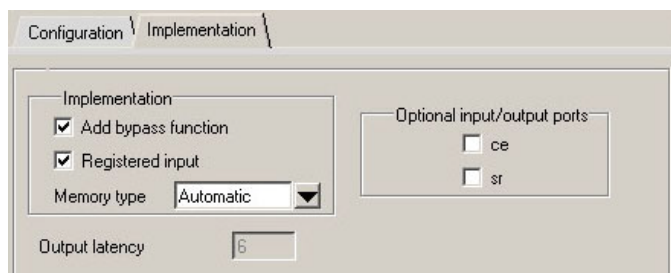 Configuration
Implementation
Implementation
Add bypass function
Registered input
Memory type Automatic
Output latency 6
Optional input/output ports
ce
sr